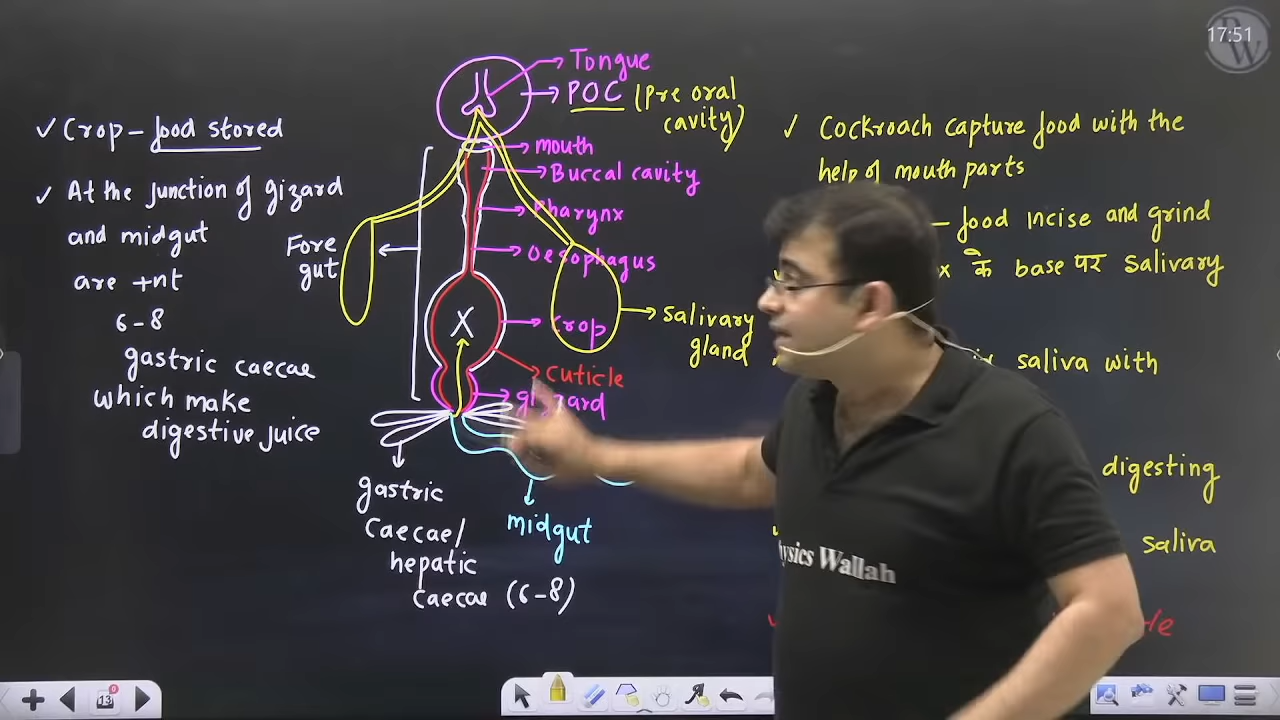 17:51
✓ Crop - food stored
✓ At the junction of gizard
and midgut
are +nt
6-8
gastric caecae
which make
digestive juice
Tongue
POC (Pre oral
cavity)
mouth
Buccal cavity
Pharynx
Oesophagus
Fore
gut
X
Crop
Salivary
gland
cuticle
gastric
caecae/
hepatic
caecae (6-8)
midgut
✓ Cockroach capture food with the
help of mouth parts
- food incise and grind
x के base पर salivary
saliva with
digesting
saliva
Physics Wallah